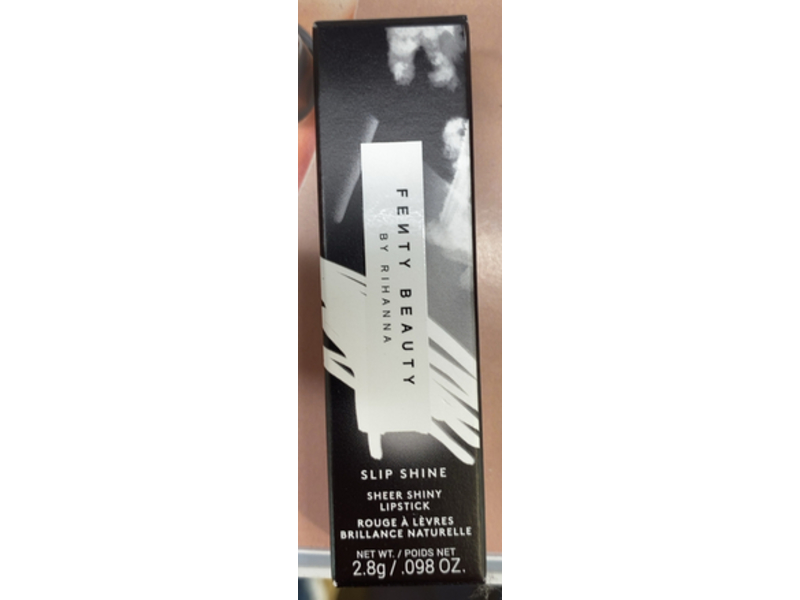 FENTY BEAUTY
BY RIHANNA
SLIP SHINE
SHEER SHINY
LIPSTICK
ROUGE À LÈVRES
BRILLANCE NATURELLE
NET WT. / POIDS NET
2.8g / .098 OZ.